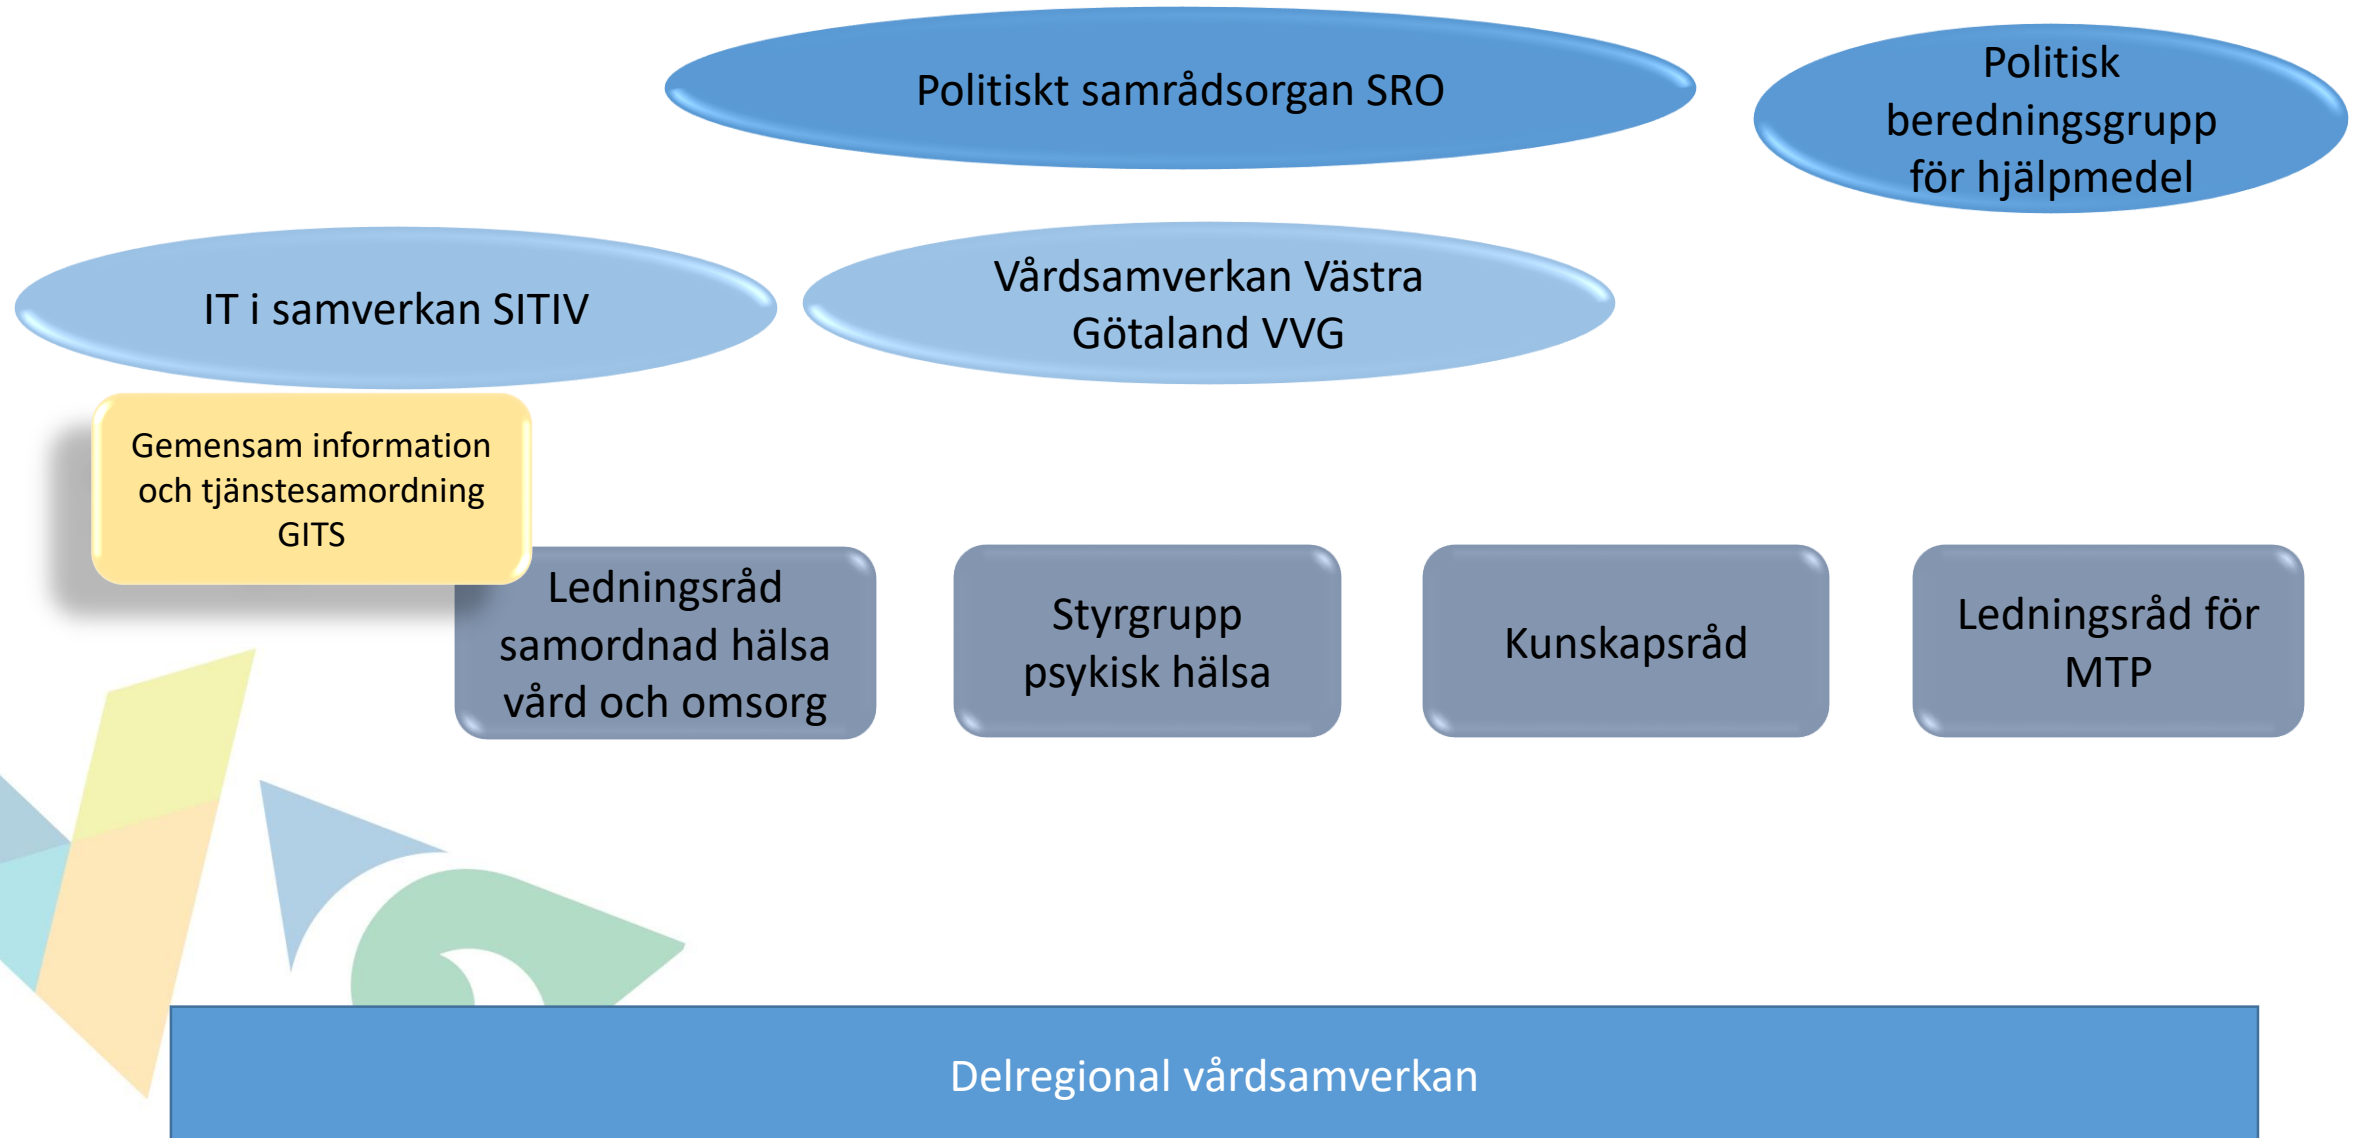 Politiskt samrådsorgan SRO
Politisk
beredningsgrupp
för hjälpmedel
IT i samverkan SITIV
Vårdsamverkan Västra
Götaland VVG
Gemensam information
och tjänstesamordning
GITS
Ledningsråd
samordnad hälsa
vård och omsorg
Styrgrupp
psykisk hälsa
Kunskapsråd
Ledningsråd för
MTP
Delregional vårdsamverkan